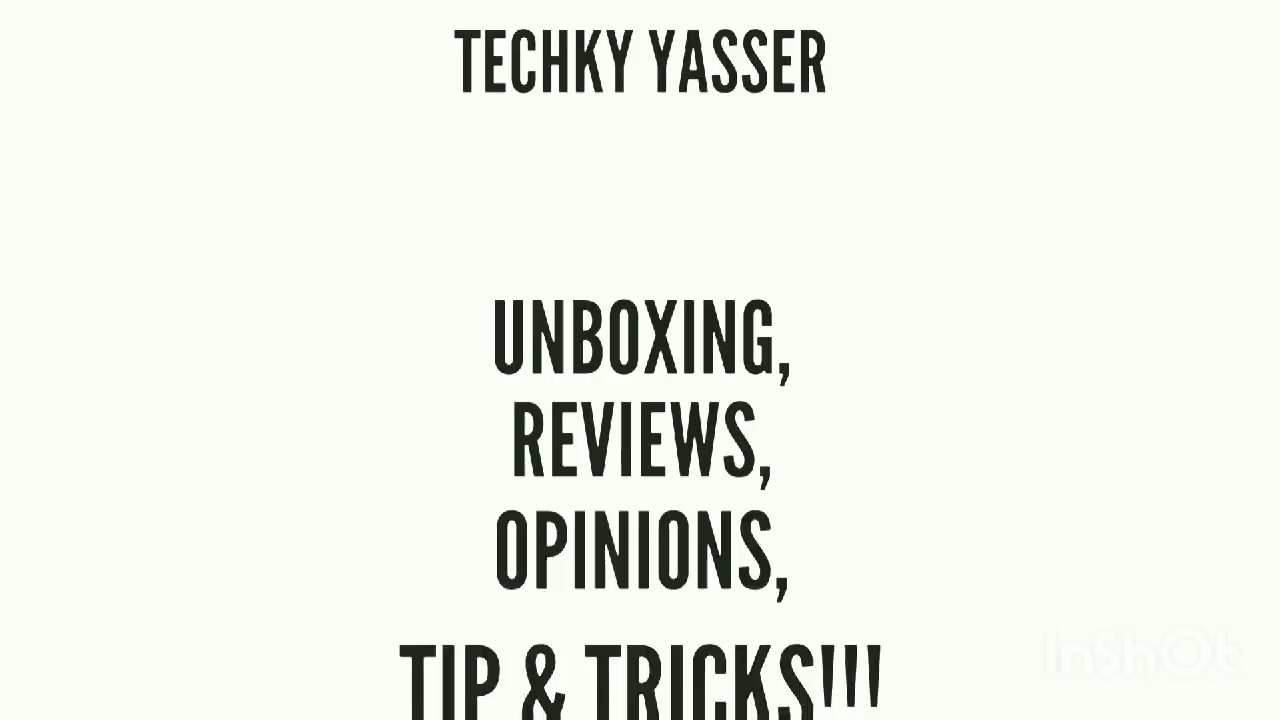 TECHKY YASSER
UNBOXING,
REVIEWS,
OPINIONS,
TIP & TRICKS!!!
InShOt